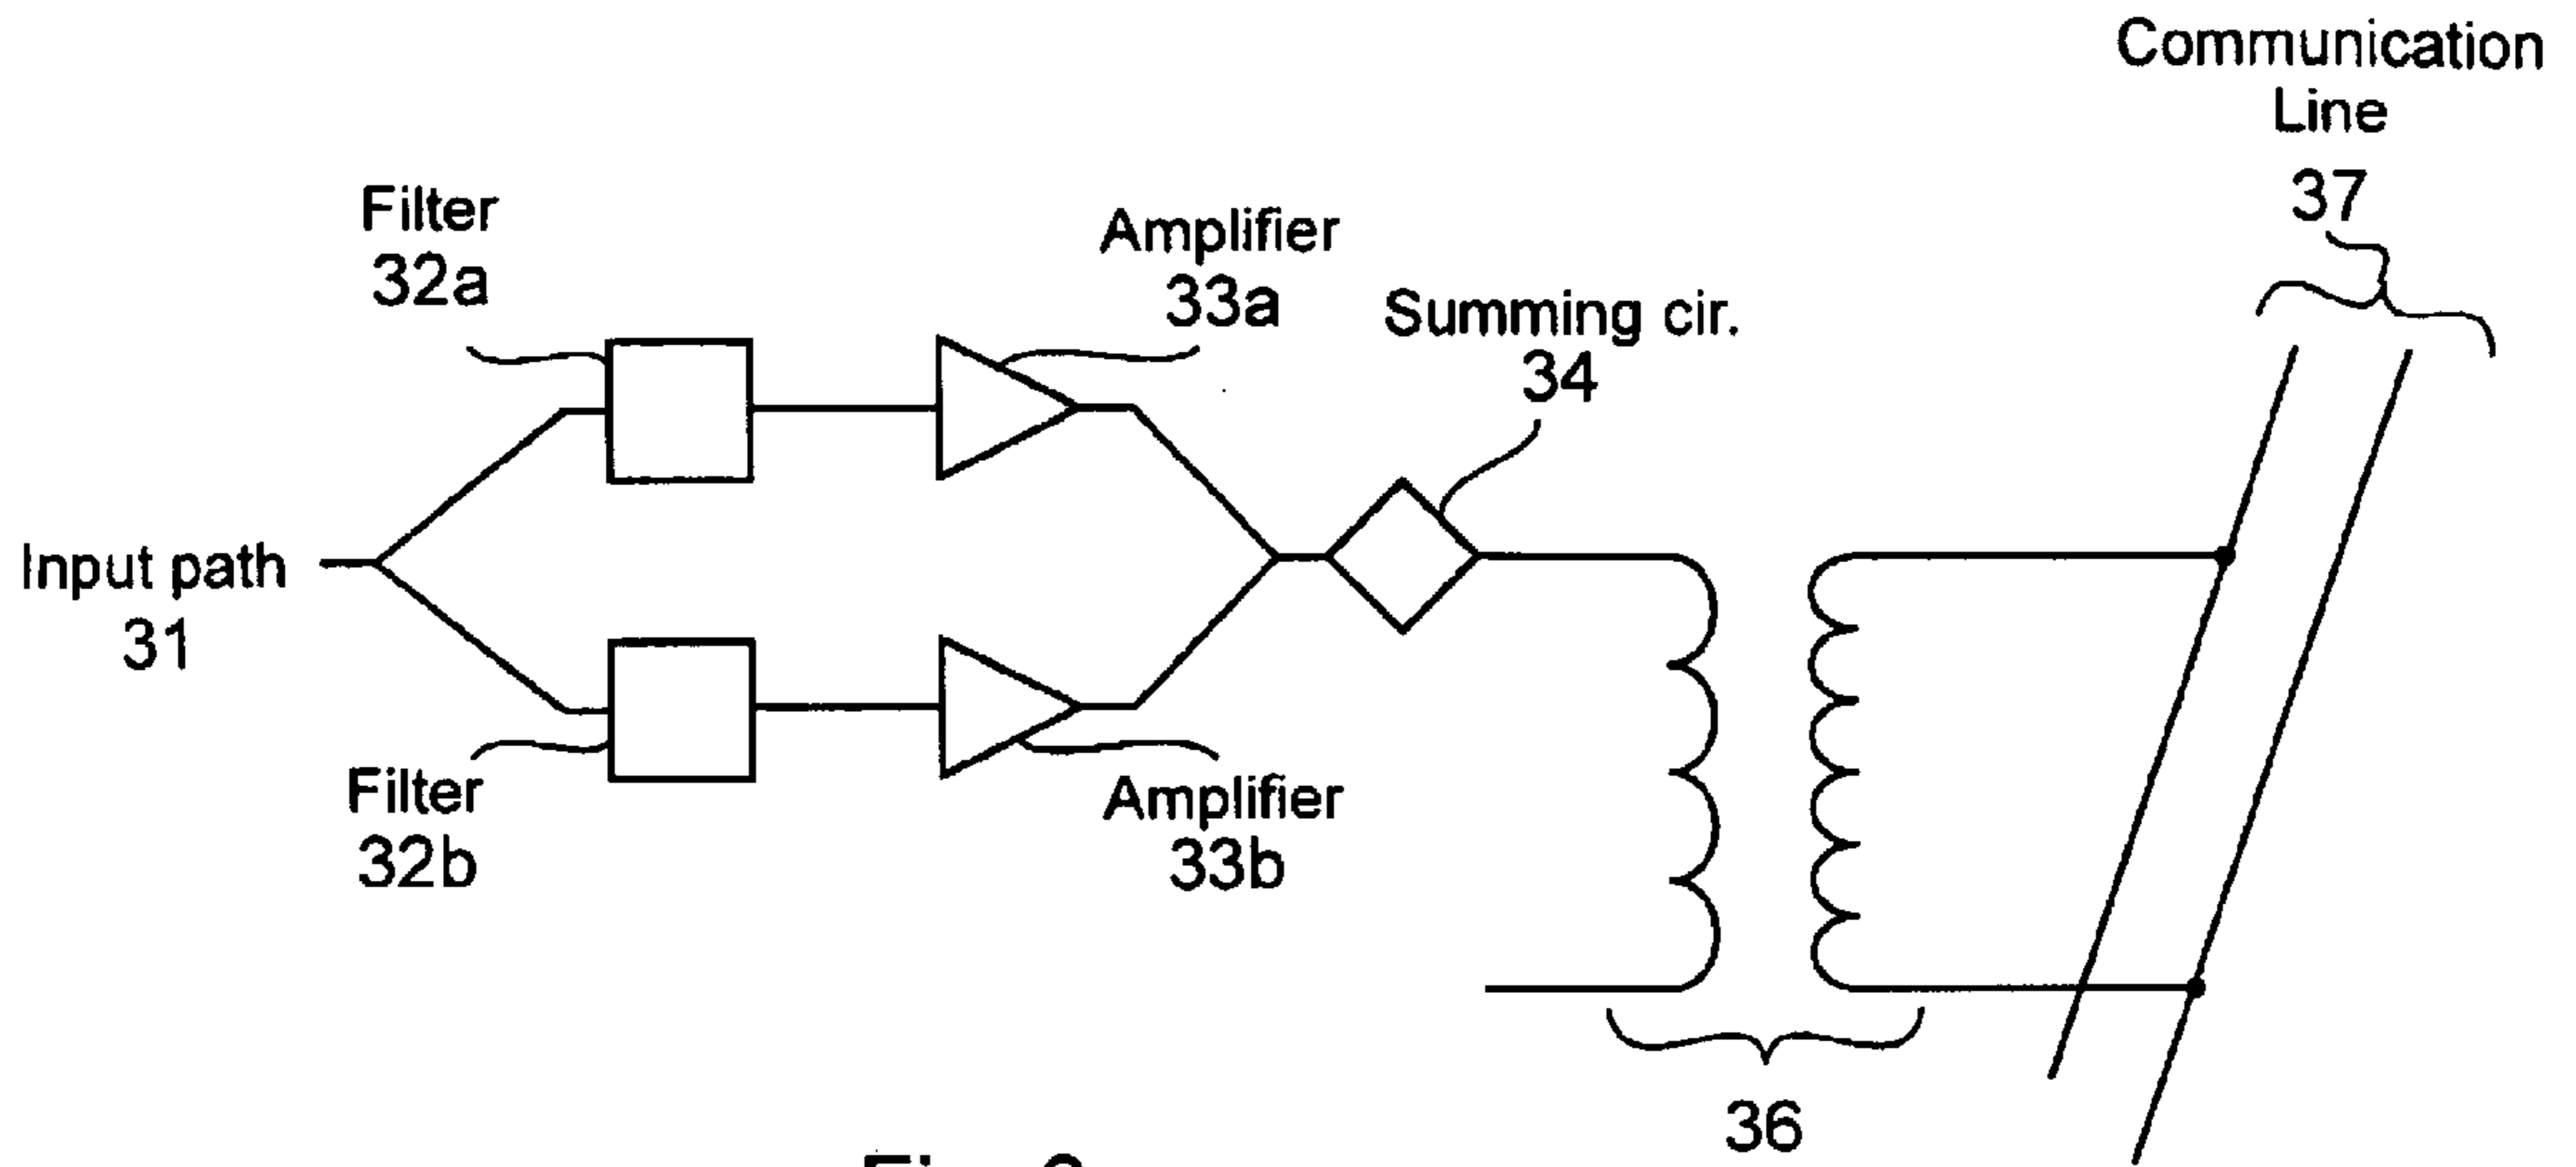 Communication
Line
37
Filter
32a
Amplifier
33a
Summing cir.
34
Input path
31
Filter
32b
Amplifier
33b
36